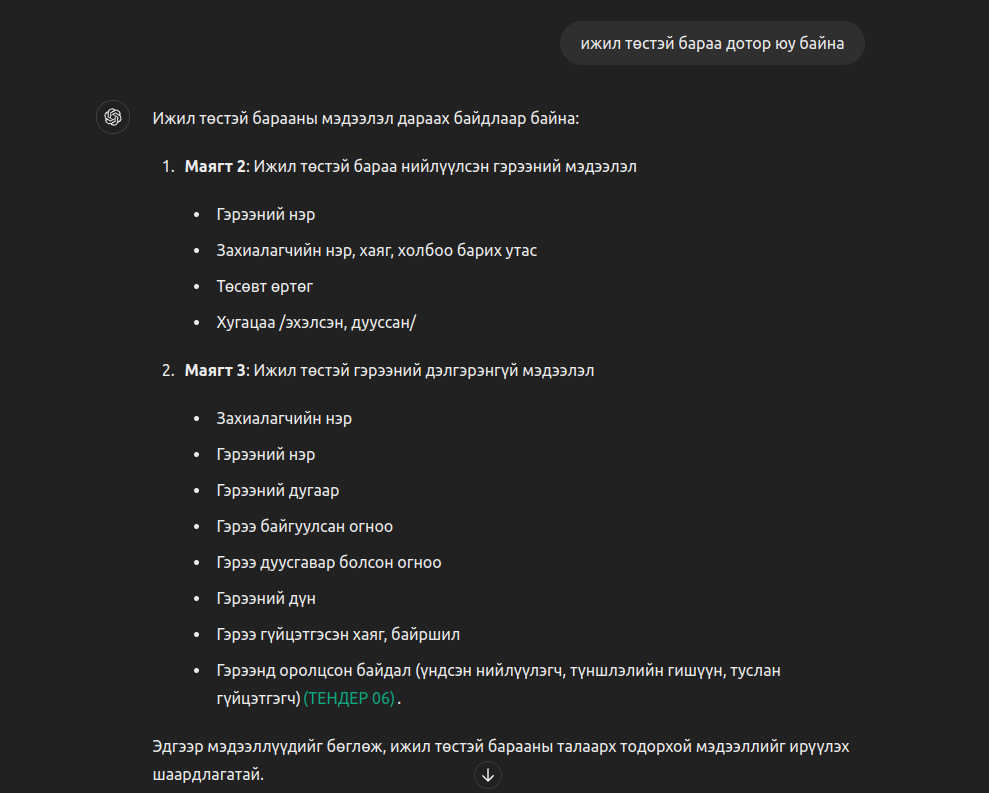 ижил төстэй бараа дотор юу байна
Ижил төстэй барааны мэдээлэл дараах байдлаар байна:
1. Маягт 2: Ижил төстэй бараа нийлүүлсэн гэрээний мэдээлэл
• Гэрээний нэр
• Захиалагчийн нэр, хаяг, холбоо барих утас
• Төсөвт өртөг
• Хугацаа /эхэлсэн, дууссан/
2. Маягт 3: Ижил төстэй гэрээний дэлгэрэнгүй мэдээлэл
• Захиалагчийн нэр
• Гэрээний нэр
• Гэрээний дугаар
• Гэрээ байгуулсан огноо
• Гэрээ дуусгавар болсон огноо
• Гэрээний дүн
• Гэрээ гүйцэтгэсэн хаяг, байршил
• Гэрээнд оролцсон байдал (үндсэн нийлүүлэгч, түншлэлийн гишүүн, туслан
гүйцэтгэгч) (ТЕНДЕР 06) .
Эдгээр мэдээллүүдийг бөглөж, ижил төстэй барааны талаарх тодорхой мэдээллийг ирүүлэх
шаардлагатай.